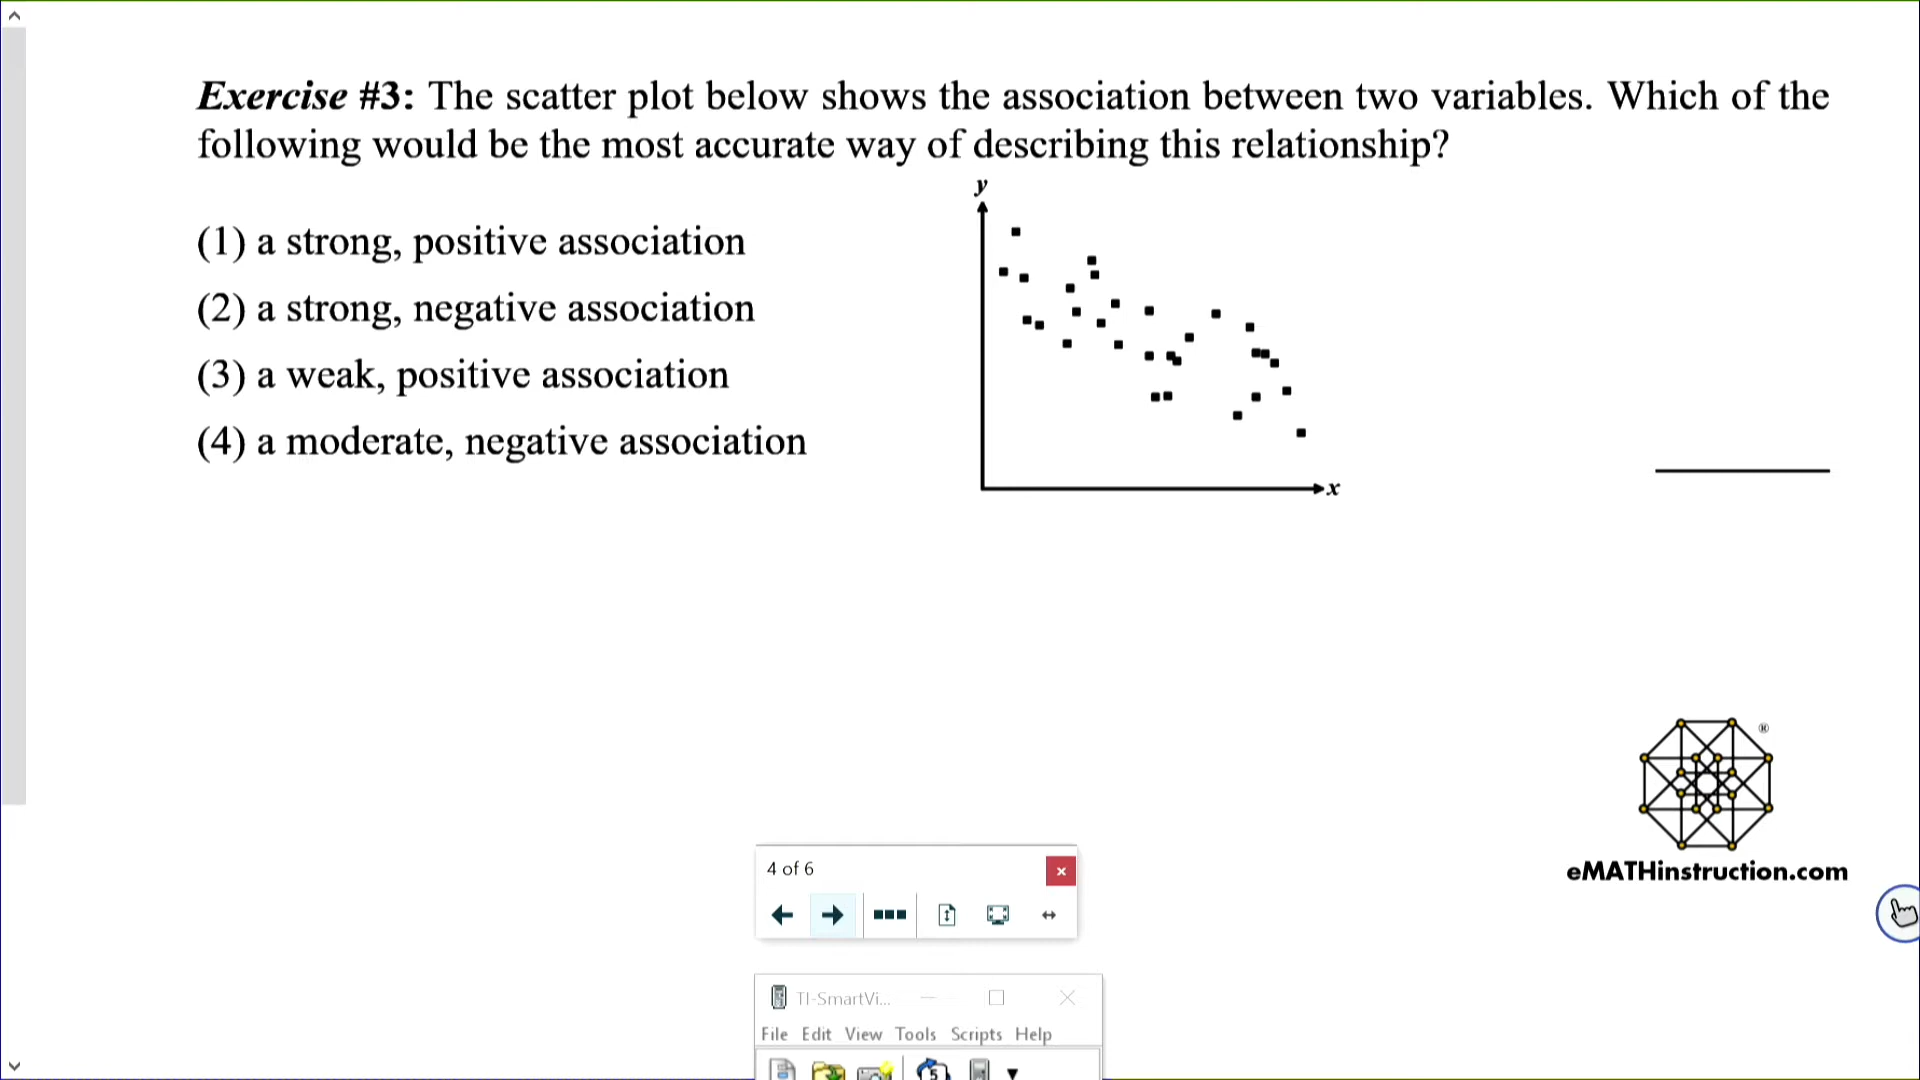 Exercise #3: The scatter plot below shows the association between two variables. Which of the
following would be the most accurate way of describing this relationship?
y
(1) a strong, positive association
(2) a strong, negative association
(3) a weak, positive association
(4) a moderate, negative association
x
®
eMATHinstruction.com
4 of 6
TI-SmartVi...
File Edit View Tools Scripts Help
5